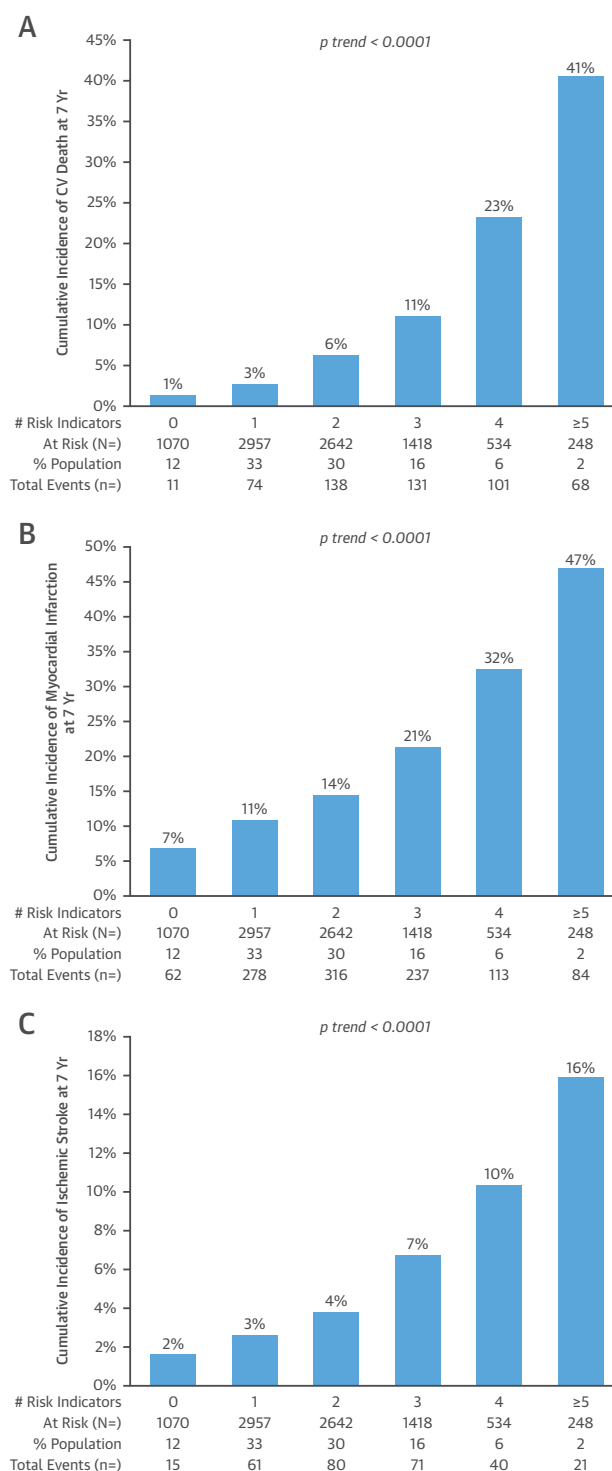 A
p trend < 0.0001
Cumulative Incidence of CV Death at 7 Yr
45%
40%
35%
30%
25%
20%
15%
10%
5%
0%
1%
3%
6%
11%
23%
41%
# Risk Indicators 0 1 2 3 4 ≥5
At Risk (N=) 1070 2957 2642 1418 534 248
% Population 12 33 30 16 6 2
Total Events (n=) 11 74 138 131 101 68
B
p trend < 0.0001
Cumulative Incidence of Myocardial Infarction
at 7 Yr
50%
45%
40%
35%
30%
25%
20%
15%
10%
5%
0%
7%
11%
14%
21%
32%
47%
# Risk Indicators 0 1 2 3 4 ≥5
At Risk (N=) 1070 2957 2642 1418 534 248
% Population 12 33 30 16 6 2
Total Events (n=) 62 278 316 237 113 84
C
p trend < 0.0001
Cumulative Incidence of Ischemic Stroke at 7 Yr
18%
16%
14%
12%
10%
8%
6%
4%
2%
0%
2%
3%
4%
7%
10%
16%
# Risk Indicators 0 1 2 3 4 ≥5
At Risk (N=) 1070 2957 2642 1418 534 248
% Population 12 33 30 16 6 2
Total Events (n=) 15 61 80 71 40 21